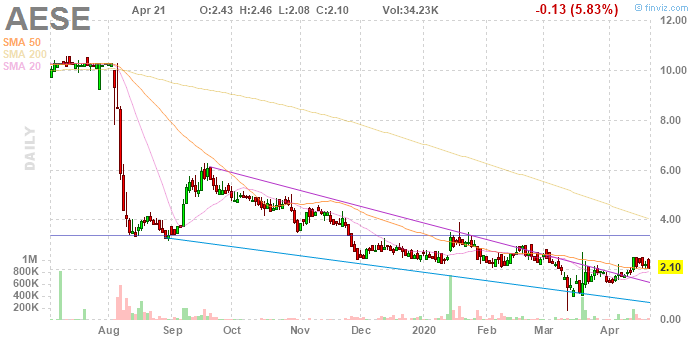 AESE
Apr 21 O:2.43 H:2.46 L:2.08 C:2.10 Vol:34.23K -0.13 (5.83%)
© finviz.com
SMA 50
SMA 200
SMA 20
DAILY
12.00
10.00
8.00
6.00
4.00
2.10
0.00
1M
800K
600K
400K
200K
Aug Sep Oct Nov Dec 2020 Feb Mar Apr